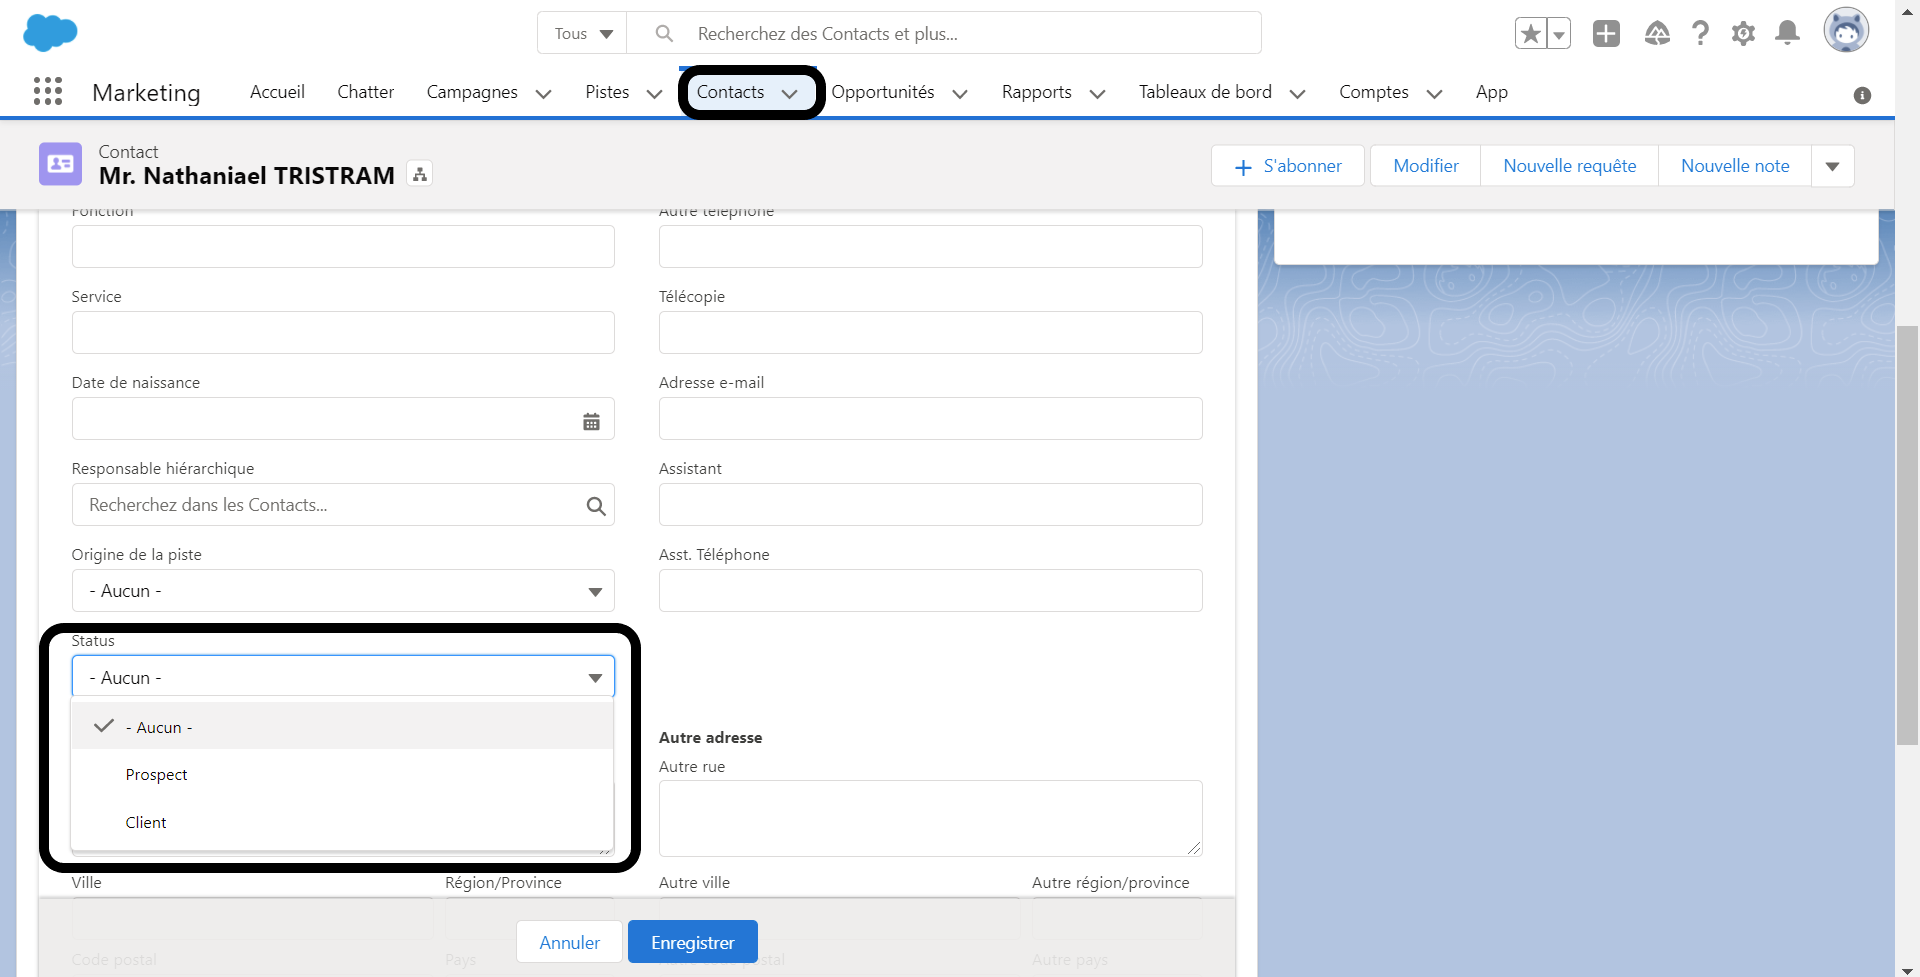 Tous
Recherchez des Contacts et plus...
Marketing
Accueil
Chatter
Campagnes
Pistes
Contacts
Opportunités
Rapports
Tableaux de bord
Comptes
App
Contact
Mr. Nathaniael TRISTRAM
S'abonner
Modifier
Nouvelle requête
Nouvelle note
Fonction
Autre téléphone
Service
Télécopie
Date de naissance
Adresse e-mail
Responsable hiérarchique
Assistant
Recherchez dans les Contacts...
Origine de la piste
Asst. Téléphone
- Aucun -
Status
- Aucun -
- Aucun -
Prospect
Client
Autre adresse
Autre rue
Ville
Région/Province
Autre ville
Autre région/province
Annuler
Enregistrer
Code postal
Pays
Autre pays